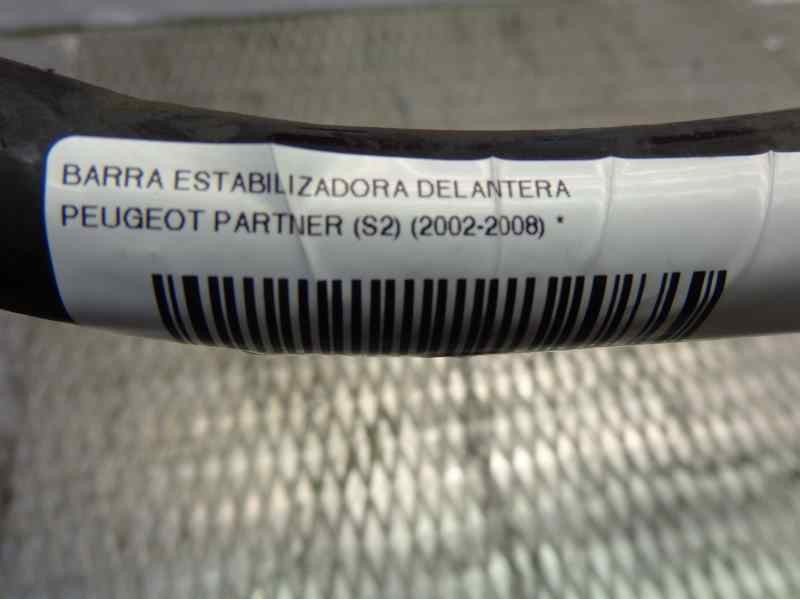 BARRA ESTABILIZADORA DELANTERA
PEUGEOT PARTNER (S2) (2002-2008) *